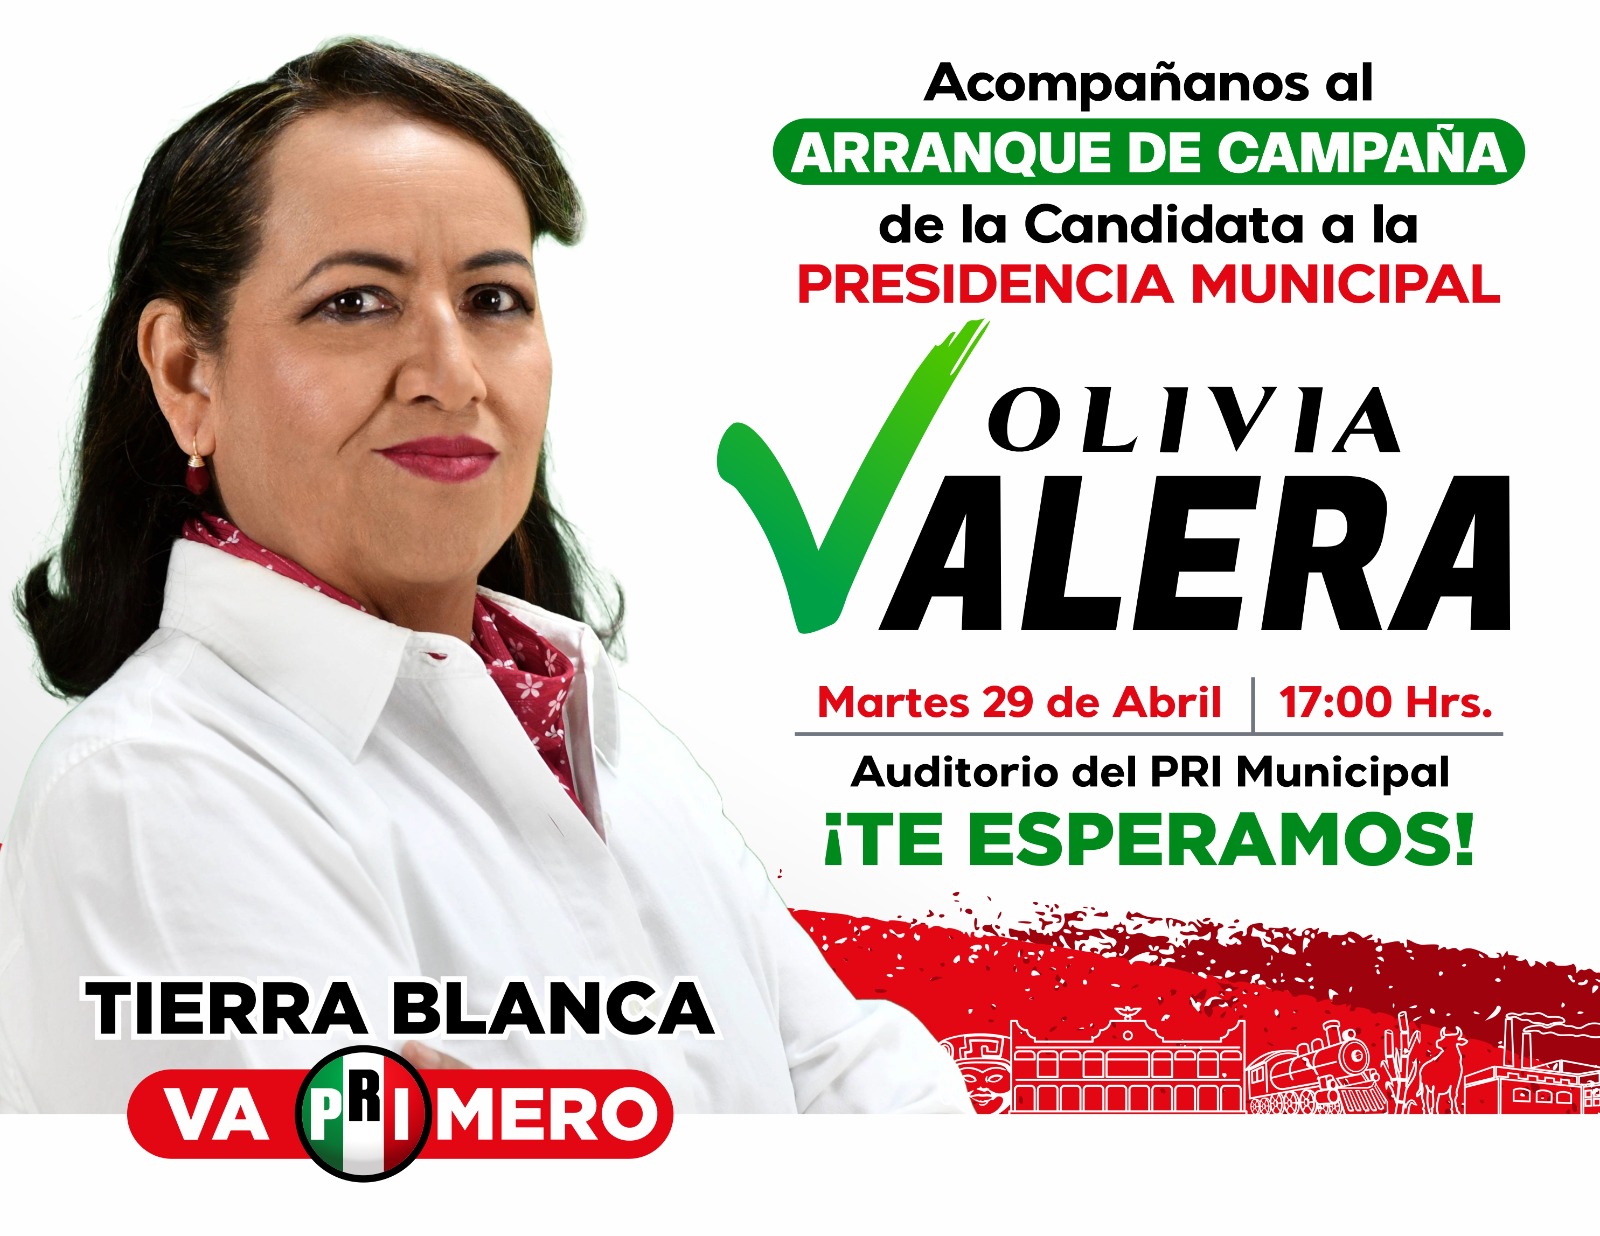 Acompañanos al
ARRANQUE DE CAMPAÑA
de la Candidata a la
PRESIDENCIA MUNICIPAL
OLIVIA
VALERA
Martes 29 de Abril | 17:00 Hrs.
Auditorio del PRI Municipal
¡TE ESPERAMOS!
TIERRA BLANCA
VA PRIMERO